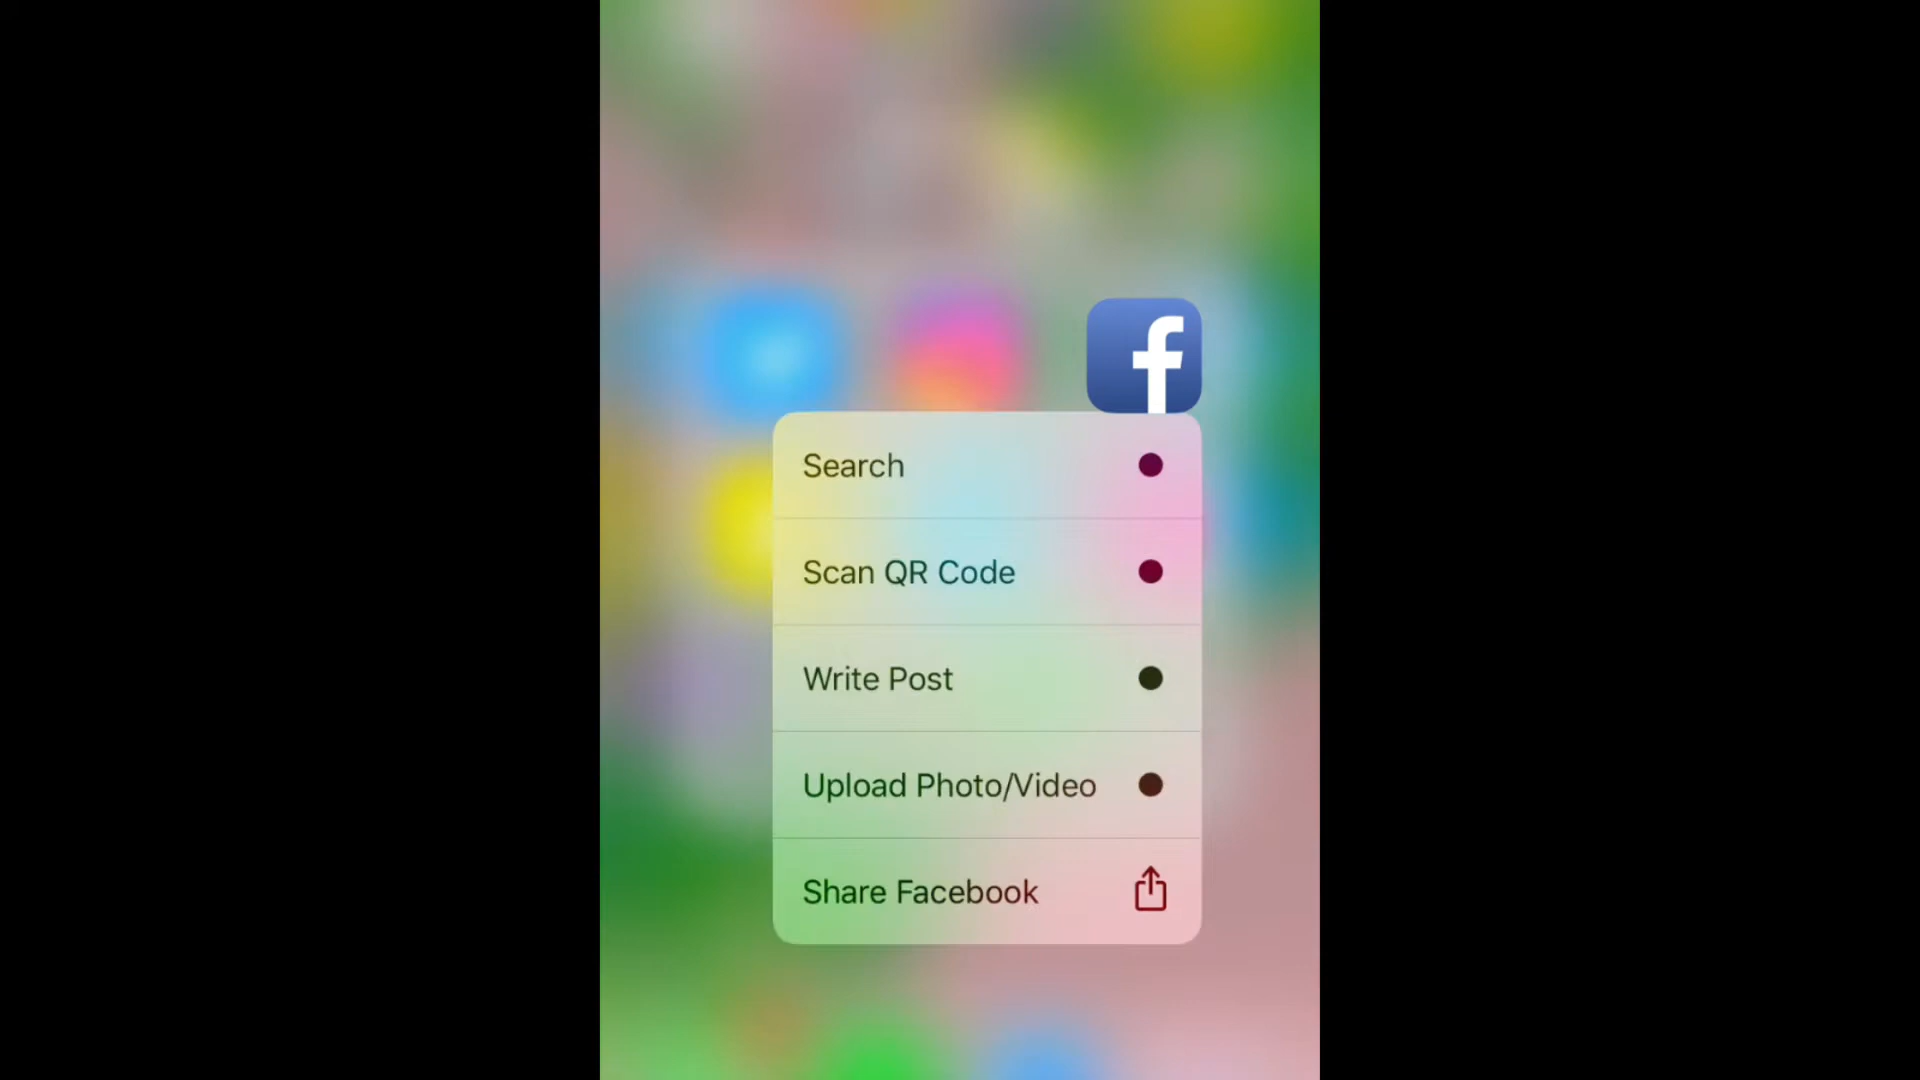 Search
Scan QR Code
Write Post
Upload Photo/Video
Share Facebook